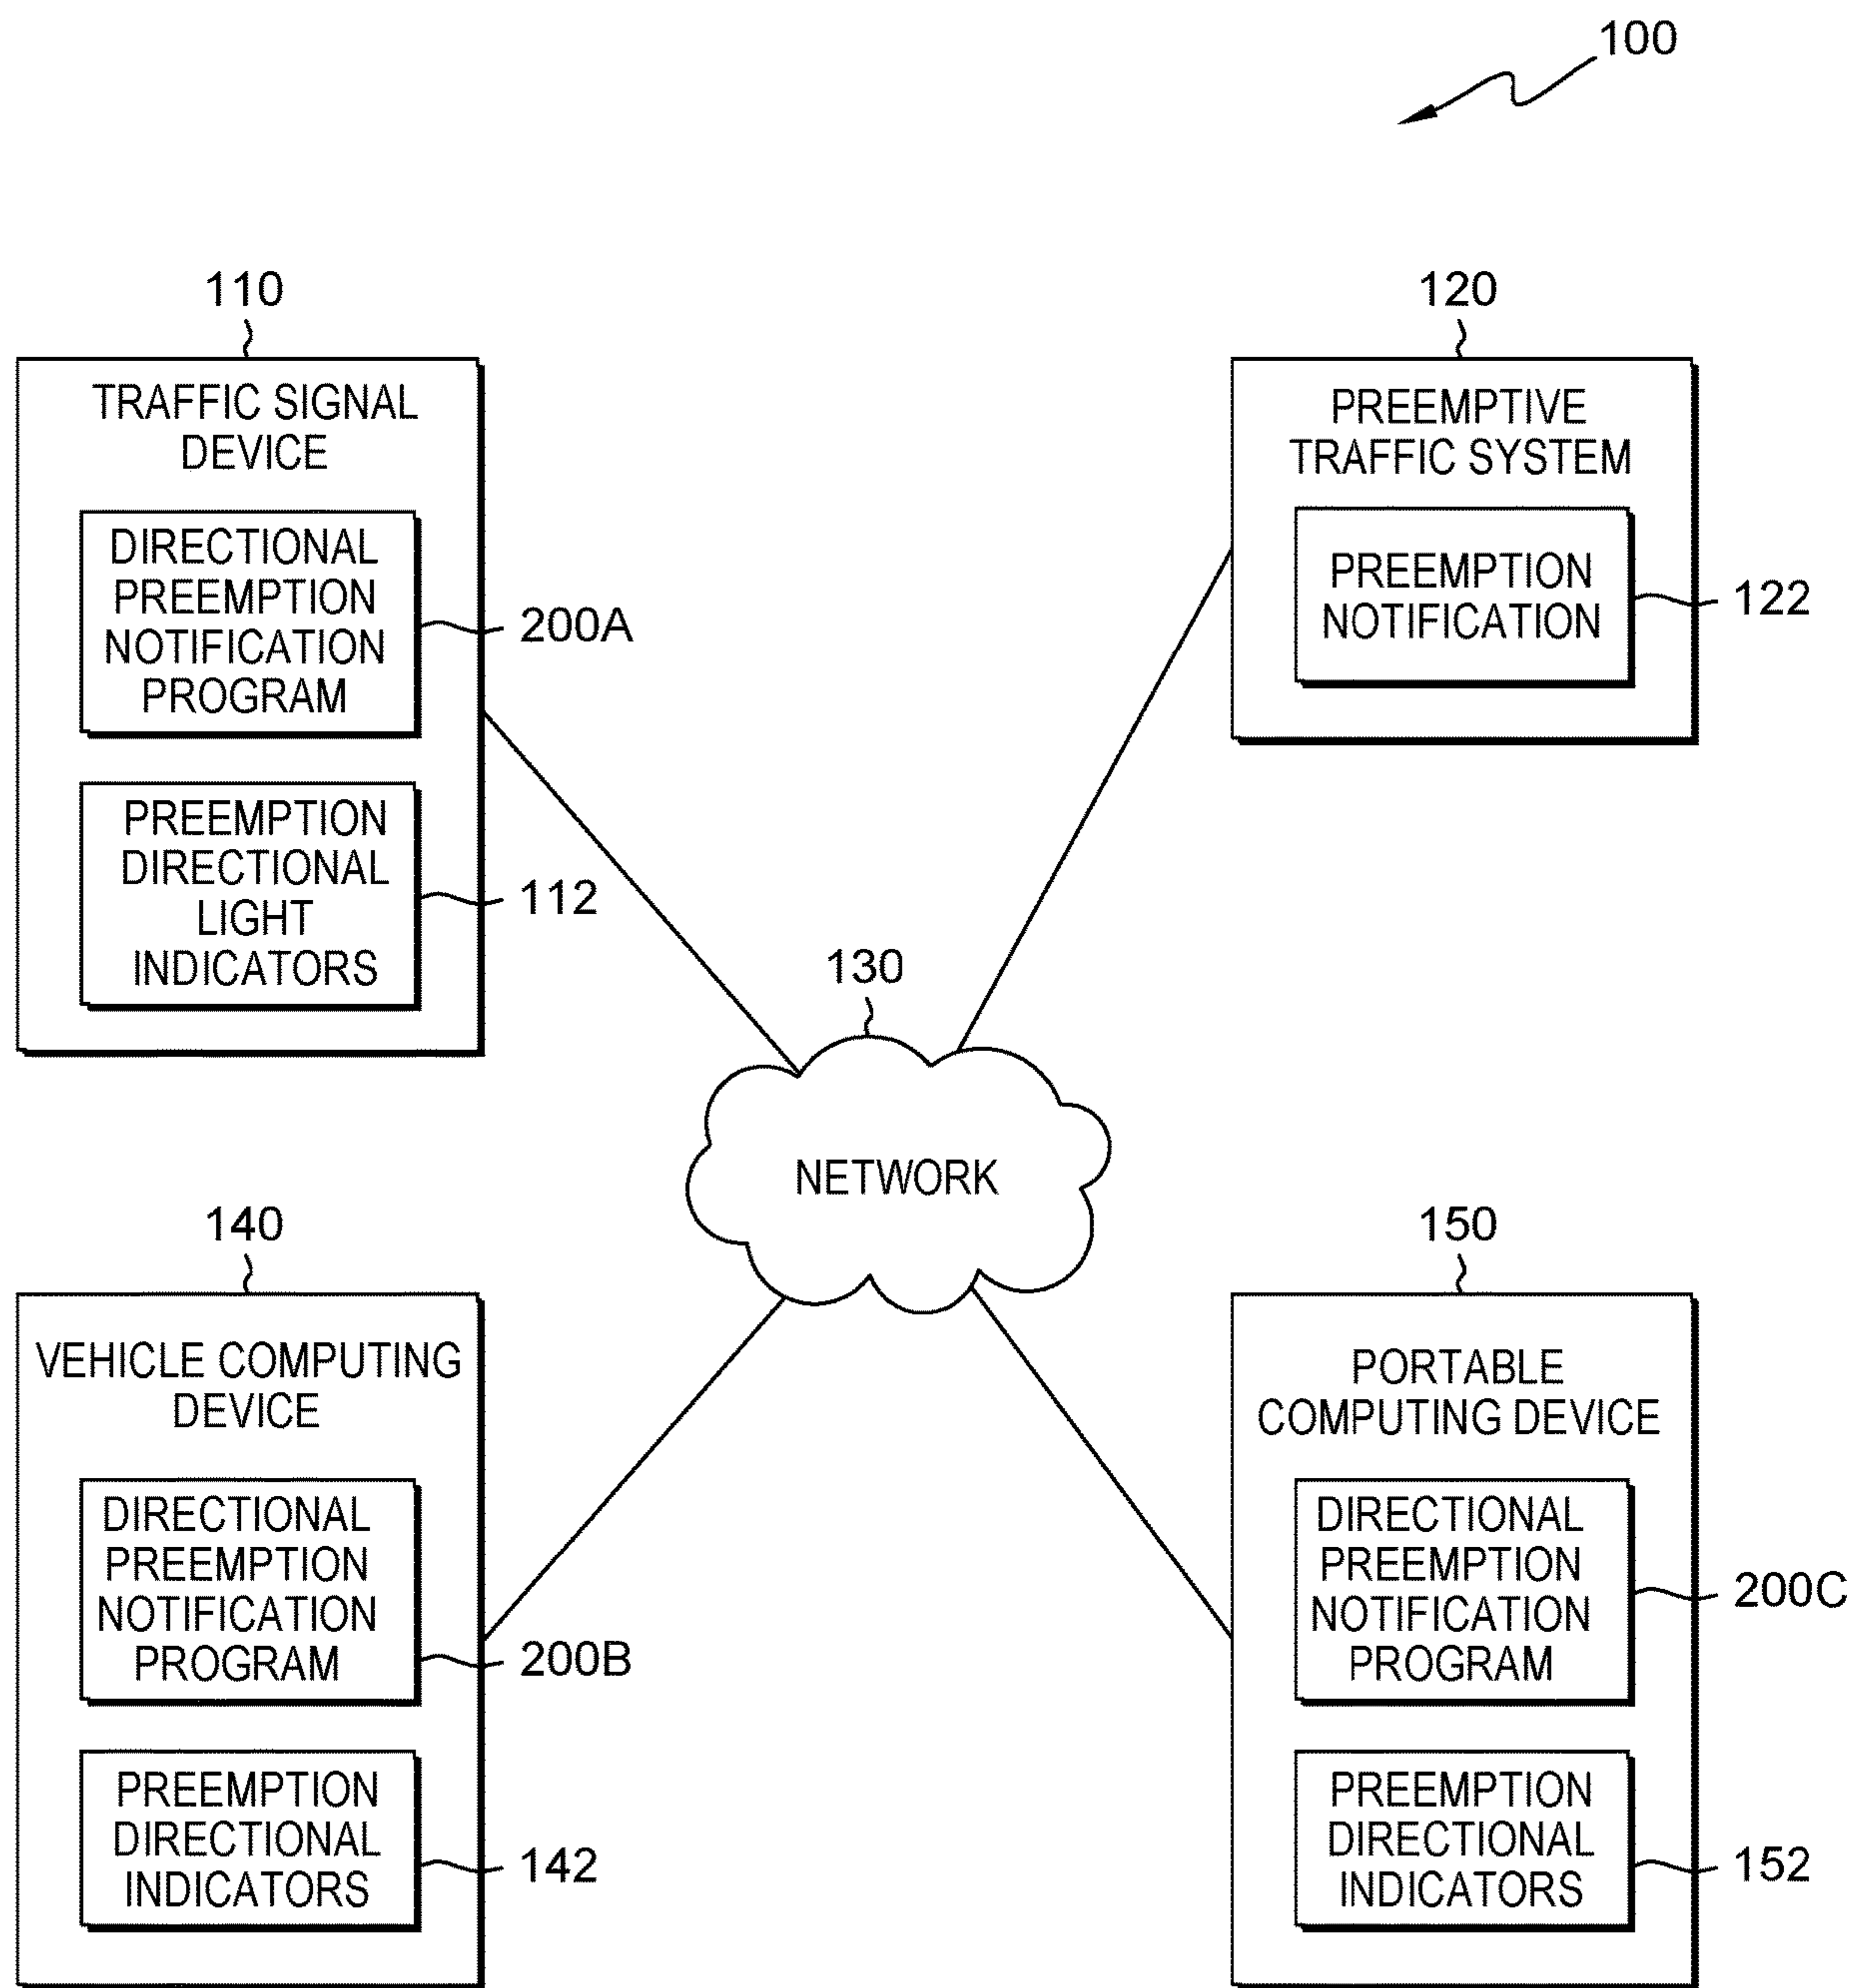 100
110
TRAFFIC SIGNAL
DEVICE
DIRECTIONAL
PREEMPTION
NOTIFICATION
PROGRAM
200A
PREEMPTION
DIRECTIONAL
LIGHT
INDICATORS
112
120
PREEMPTIVE
TRAFFIC SYSTEM
PREEMPTION
NOTIFICATION
122
130
NETWORK
140
VEHICLE COMPUTING
DEVICE
DIRECTIONAL
PREEMPTION
NOTIFICATION
PROGRAM
200B
PREEMPTION
DIRECTIONAL
INDICATORS
142
150
PORTABLE
COMPUTING DEVICE
DIRECTIONAL
PREEMPTION
NOTIFICATION
PROGRAM
200C
PREEMPTION
DIRECTIONAL
INDICATORS
152